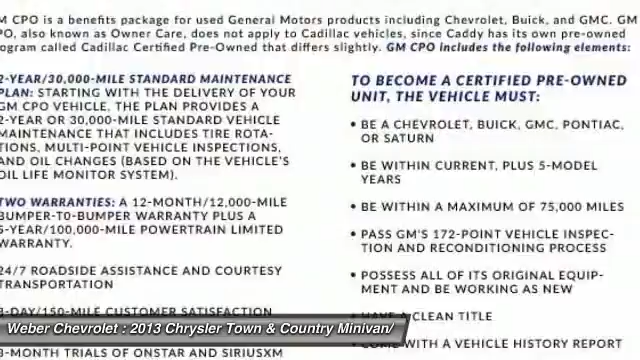 M CPO is a benefits package for used General Motors products including Chevrolet, Buick, and GMC. GM
PO, also known as Owner Care, does not apply to Cadillac vehicles, since Caddy has its own pre-owned
ogram called Cadillac Certified Pre-Owned that differs slightly. GM CPO includes the following elements:
2-YEAR/30,000-MILE STANDARD MAINTENANCE
PLAN: STARTING WITH THE DELIVERY OF YOUR
GM CPO VEHICLE, THE PLAN PROVIDES A
2-YEAR OR 30,000-MILE STANDARD VEHICLE
MAINTENANCE THAT INCLUDES TIRE ROTA-
TIONS, MULTI-POINT VEHICLE INSPECTIONS,
AND OIL CHANGES (BASED ON THE VEHICLE'S
OIL LIFE MONITOR SYSTEM).
TWO WARRANTIES: A 12-MONTH/12,000-MILE
BUMPER-TO-BUMPER WARRANTY PLUS A
5-YEAR/100,000-MILE POWERTRAIN LIMITED
WARRANTY.
24/7 ROADSIDE ASSISTANCE AND COURTESY
TRANSPORTATION
3-DAY/150-MILE CUSTOMER SATISFACTION
3-MONTH TRIALS OF ONSTAR AND SIRIUSXM
TO BECOME A CERTIFIED PRE-OWNED
UNIT, THE VEHICLE MUST:
• BE A CHEVROLET, BUICK, GMC, PONTIAC,
OR SATURN
• BE WITHIN CURRENT, PLUS 5-MODEL
YEARS
• BE WITHIN A MAXIMUM OF 75,000 MILES
• PASS GM'S 172-POINT VEHICLE INSPEC-
TION AND RECONDITIONING PROCESS
• POSSESS ALL OF ITS ORIGINAL EQUIP-
MENT AND BE WORKING AS NEW
• HAVE A CLEAN TITLE
• COME WITH A VEHICLE HISTORY REPORT
Weber Chevrolet : 2013 Chrysler Town & Country Minivan/